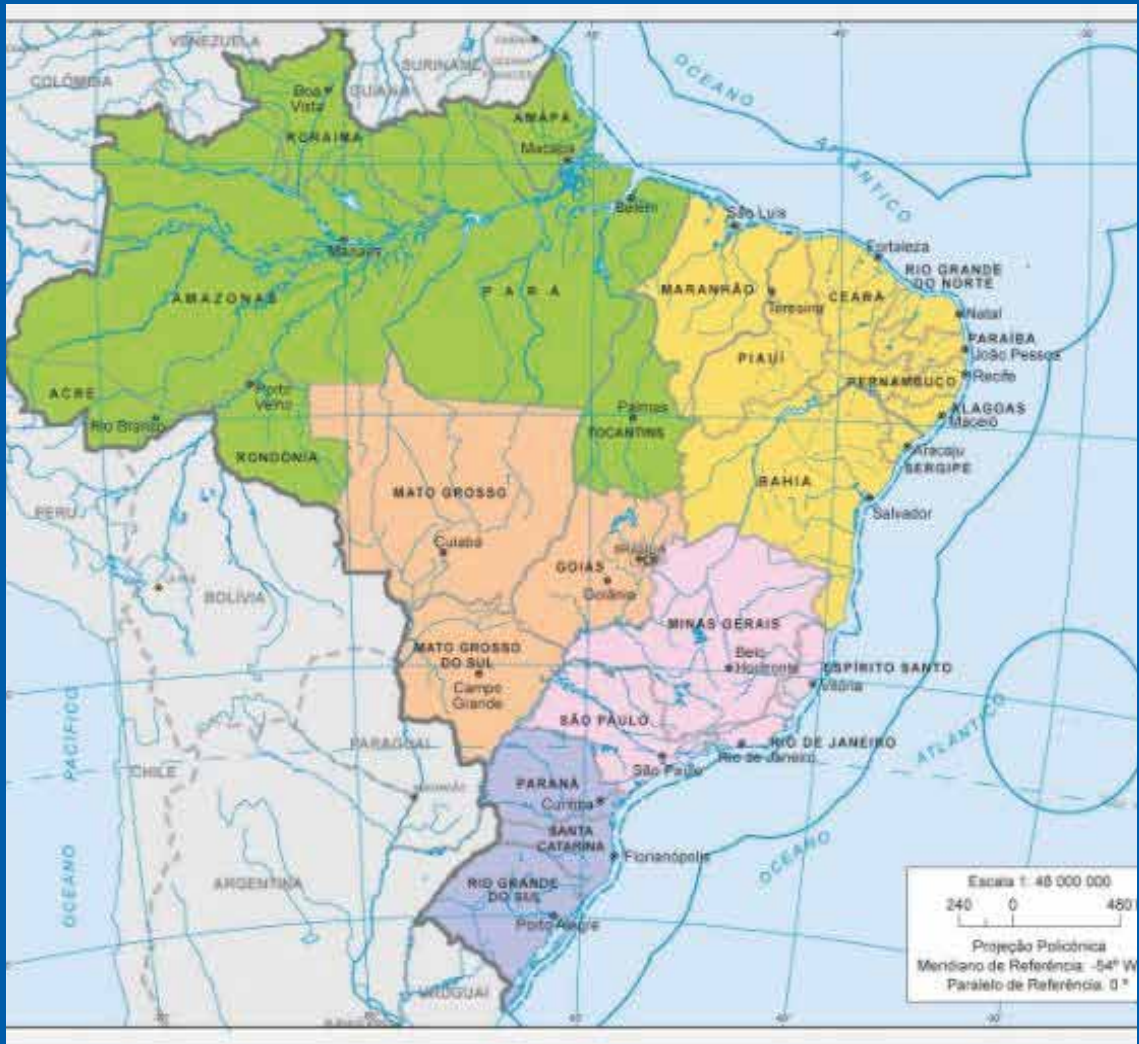 VENEZUELA
COLÔMBIA
SURINAME
GUIANA
OCEANO
ATLÂNTICO
Boa
Vista
RORAIMA
AMAPÁ
Macapá
Belém
São Luís
Fortaleza
Manaus
AMAZONAS
PARÁ
MARANHÃO
Teresina
CEARÁ
RIO GRANDE
DO NORTE
Natal
PARAÍBA
João Pessoa
PIAUÍ
PERNAMBUCO
Recife
ACRE
Rio Branco
Porto
Velho
RONDÔNIA
Palmas
TOCANTINS
ALAGOAS
Maceió
Aracaju
SERGIPE
BAHIA
Salvador
PERU
MATO GROSSO
Cuiabá
GOIÁS
BRASÍLIA
Goiânia
BOLÍVIA
MINAS GERAIS
Belo
Horizonte
ESPÍRITO SANTO
Vitória
MATO GROSSO
DO SUL
Campo
Grande
SÃO PAULO
São Paulo
RIO DE JANEIRO
Rio de Janeiro
PARAGUAI
CHILE
PARANÁ
Curitiba
SANTA
CATARINA
Florianópolis
RIO GRANDE
DO SUL
Porto Alegre
ARGENTINA
URUGUAI
OCEANO
PACÍFICO
OCEANO
ATLÂNTICO
Escala 1: 48 000 000
240 0 480
Projeção Policônica
Meridiano de Referência: -54º W
Paralelo de Referência: 0 º